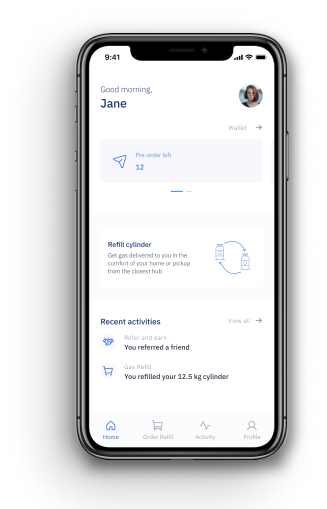 9:41
Good morning,
Jane
Wallet
Pre-order left
12
Refill cylinder
Get gas delivered to you in the
comfort of your home or pickup
from the closest hub
Recent activities
View all
Refer and earn
You referred a friend
Gas Refill
You refilled your 12.5 kg cylinder
Home
Order Refill
Activity
Profile